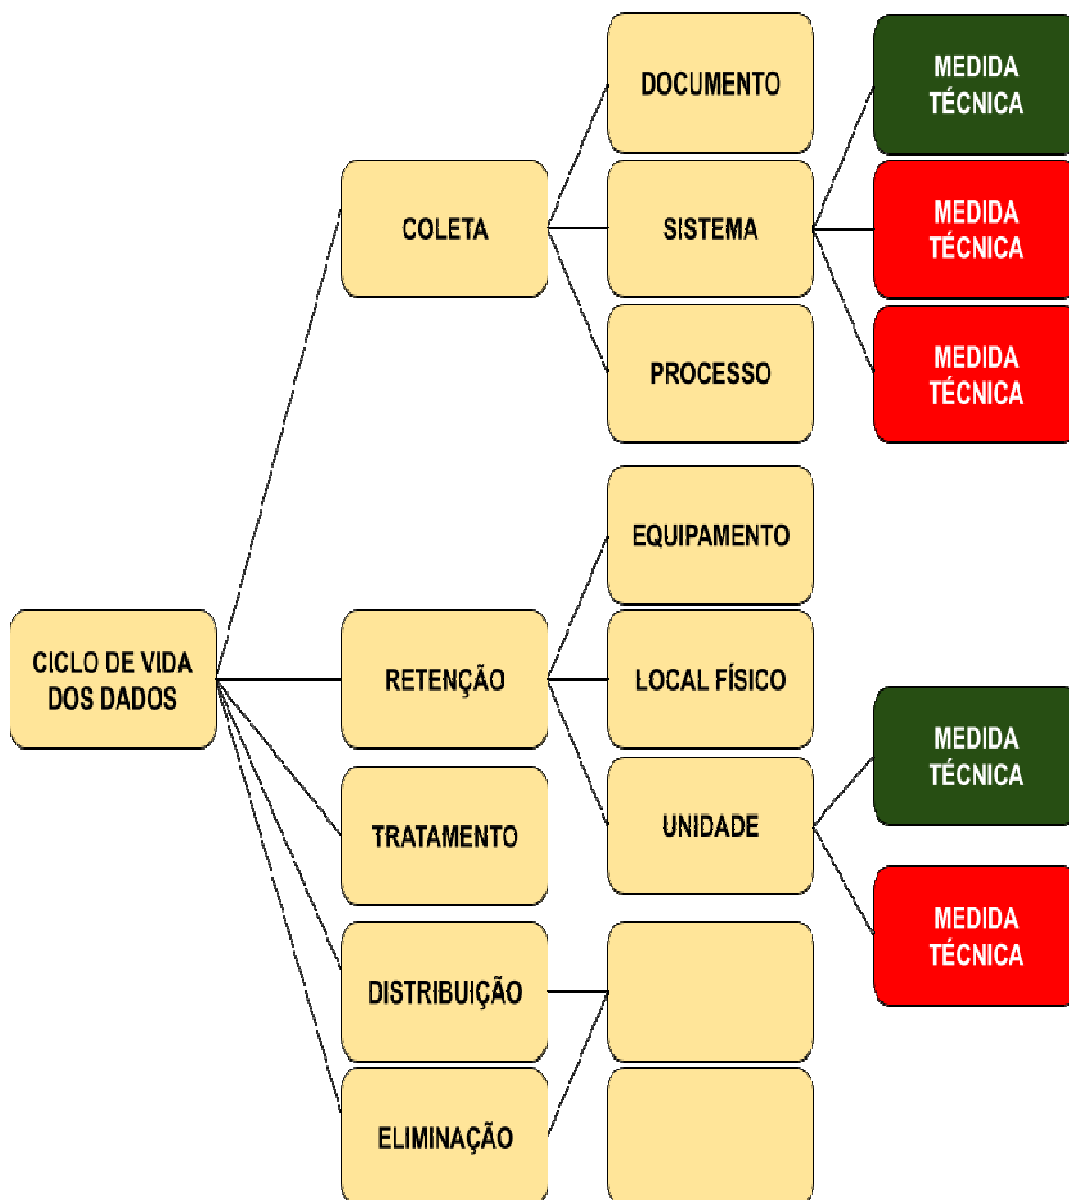 DOCUMENTO
MEDIDA
TÉCNICA
COLETA
SISTEMA
MEDIDA
TÉCNICA
PROCESSO
MEDIDA
TÉCNICA
EQUIPAMENTO
CICLO DE VIDA
DOS DADOS
RETENÇÃO
LOCAL FÍSICO
MEDIDA
TÉCNICA
TRATAMENTO
UNIDADE
MEDIDA
TÉCNICA
DISTRIBUIÇÃO
ELIMINAÇÃO